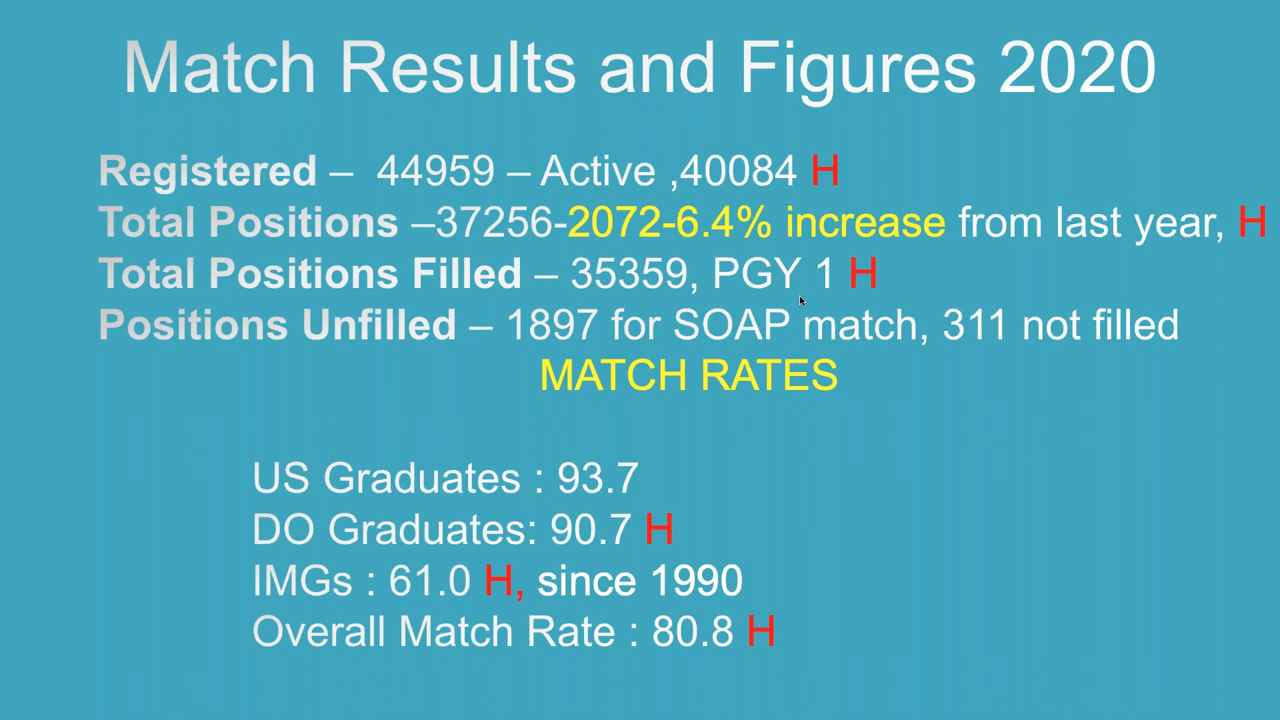 Match Results and Figures 2020
Registered – 44959 – Active ,40084 H
Total Positions –37256-2072-6.4% increase from last year, H
Total Positions Filled – 35359, PGY 1 H
Positions Unfilled – 1897 for SOAP match, 311 not filled
MATCH RATES
US Graduates : 93.7
DO Graduates: 90.7 H
IMGs : 61.0 H, since 1990
Overall Match Rate : 80.8 H